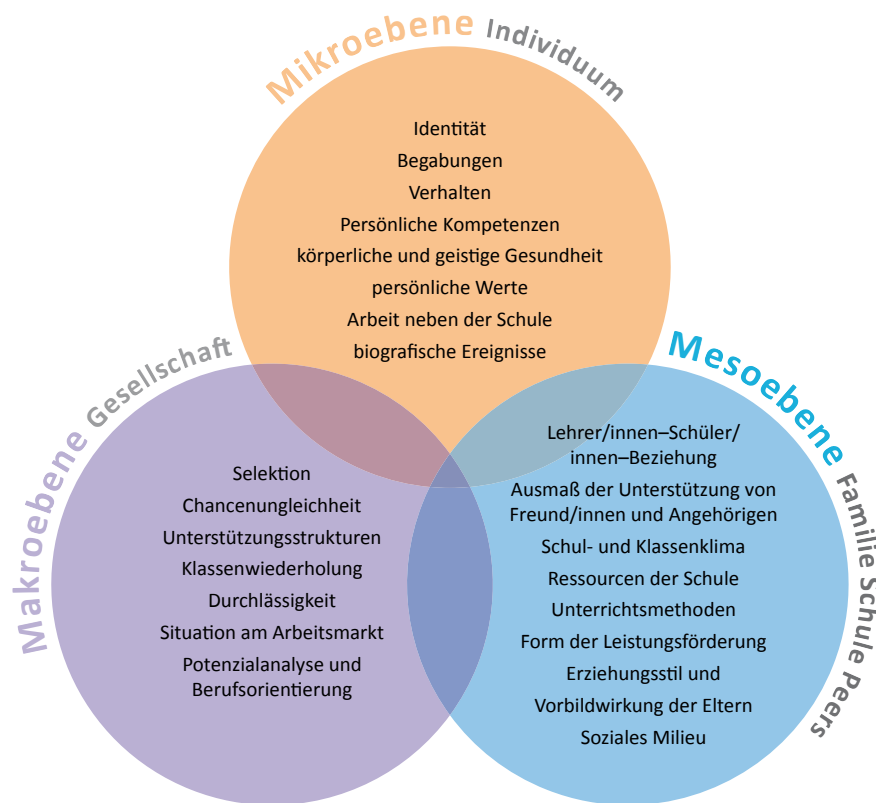 Mikroebene Individuum
Identität
Begabungen
Verhalten
Persönliche Kompetenzen
körperliche und geistige Gesundheit
persönliche Werte
Arbeit neben der Schule
biografische Ereignisse
Makroebene Gesellschaft
Selektion
Chancenungleichheit
Unterstützungsstrukturen
Klassenwiederholung
Durchlässigkeit
Situation am Arbeitsmarkt
Potenzialanalyse und
Berufsorientierung
Mesoebene Familie Schule Peers
Lehrer/innen–Schüler/
innen–Beziehung
Ausmaß der Unterstützung von
Freund/innen und Angehörigen
Schul- und Klassenklima
Ressourcen der Schule
Unterrichtsmethoden
Form der Leistungsförderung
Erziehungsstil und
Vorbildwirkung der Eltern
Soziales Milieu